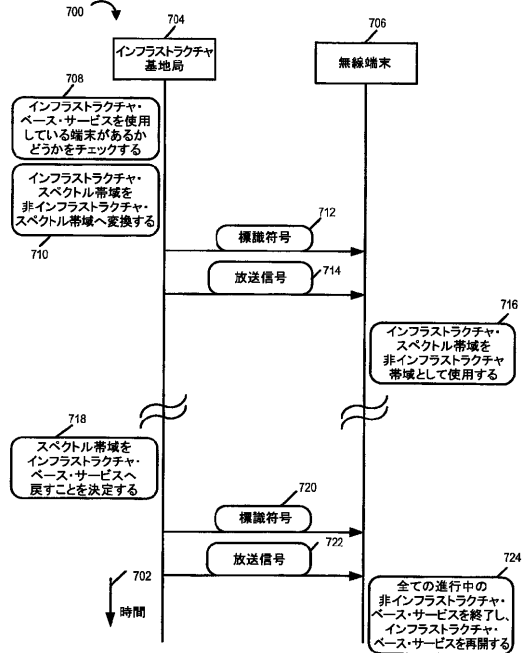 700
704
インフラストラクチャ
基地局
706
無線端末
708
インフラストラクチャ・
ベース・サービスを使用
している端末があるか
どうかをチェックする
インフラストラクチャ・
スペクトル帯域を
非インフラストラクチャ・
スペクトル帯域へ変換する
710
712
標識符号
放送信号
714
716
インフラストラクチャ・
スペクトル帯域を
非インフラストラクチャ
帯域として使用する
718
スペクトル帯域を
インフラストラクチャ・
ベース・サービスへ
戻すことを決定する
720
標識符号
放送信号
722
702
時間
724
全ての進行中の
非インフラストラクチャ・
ベース・サービスを終了し、
インフラストラクチャ・
ベース・サービスを再開する